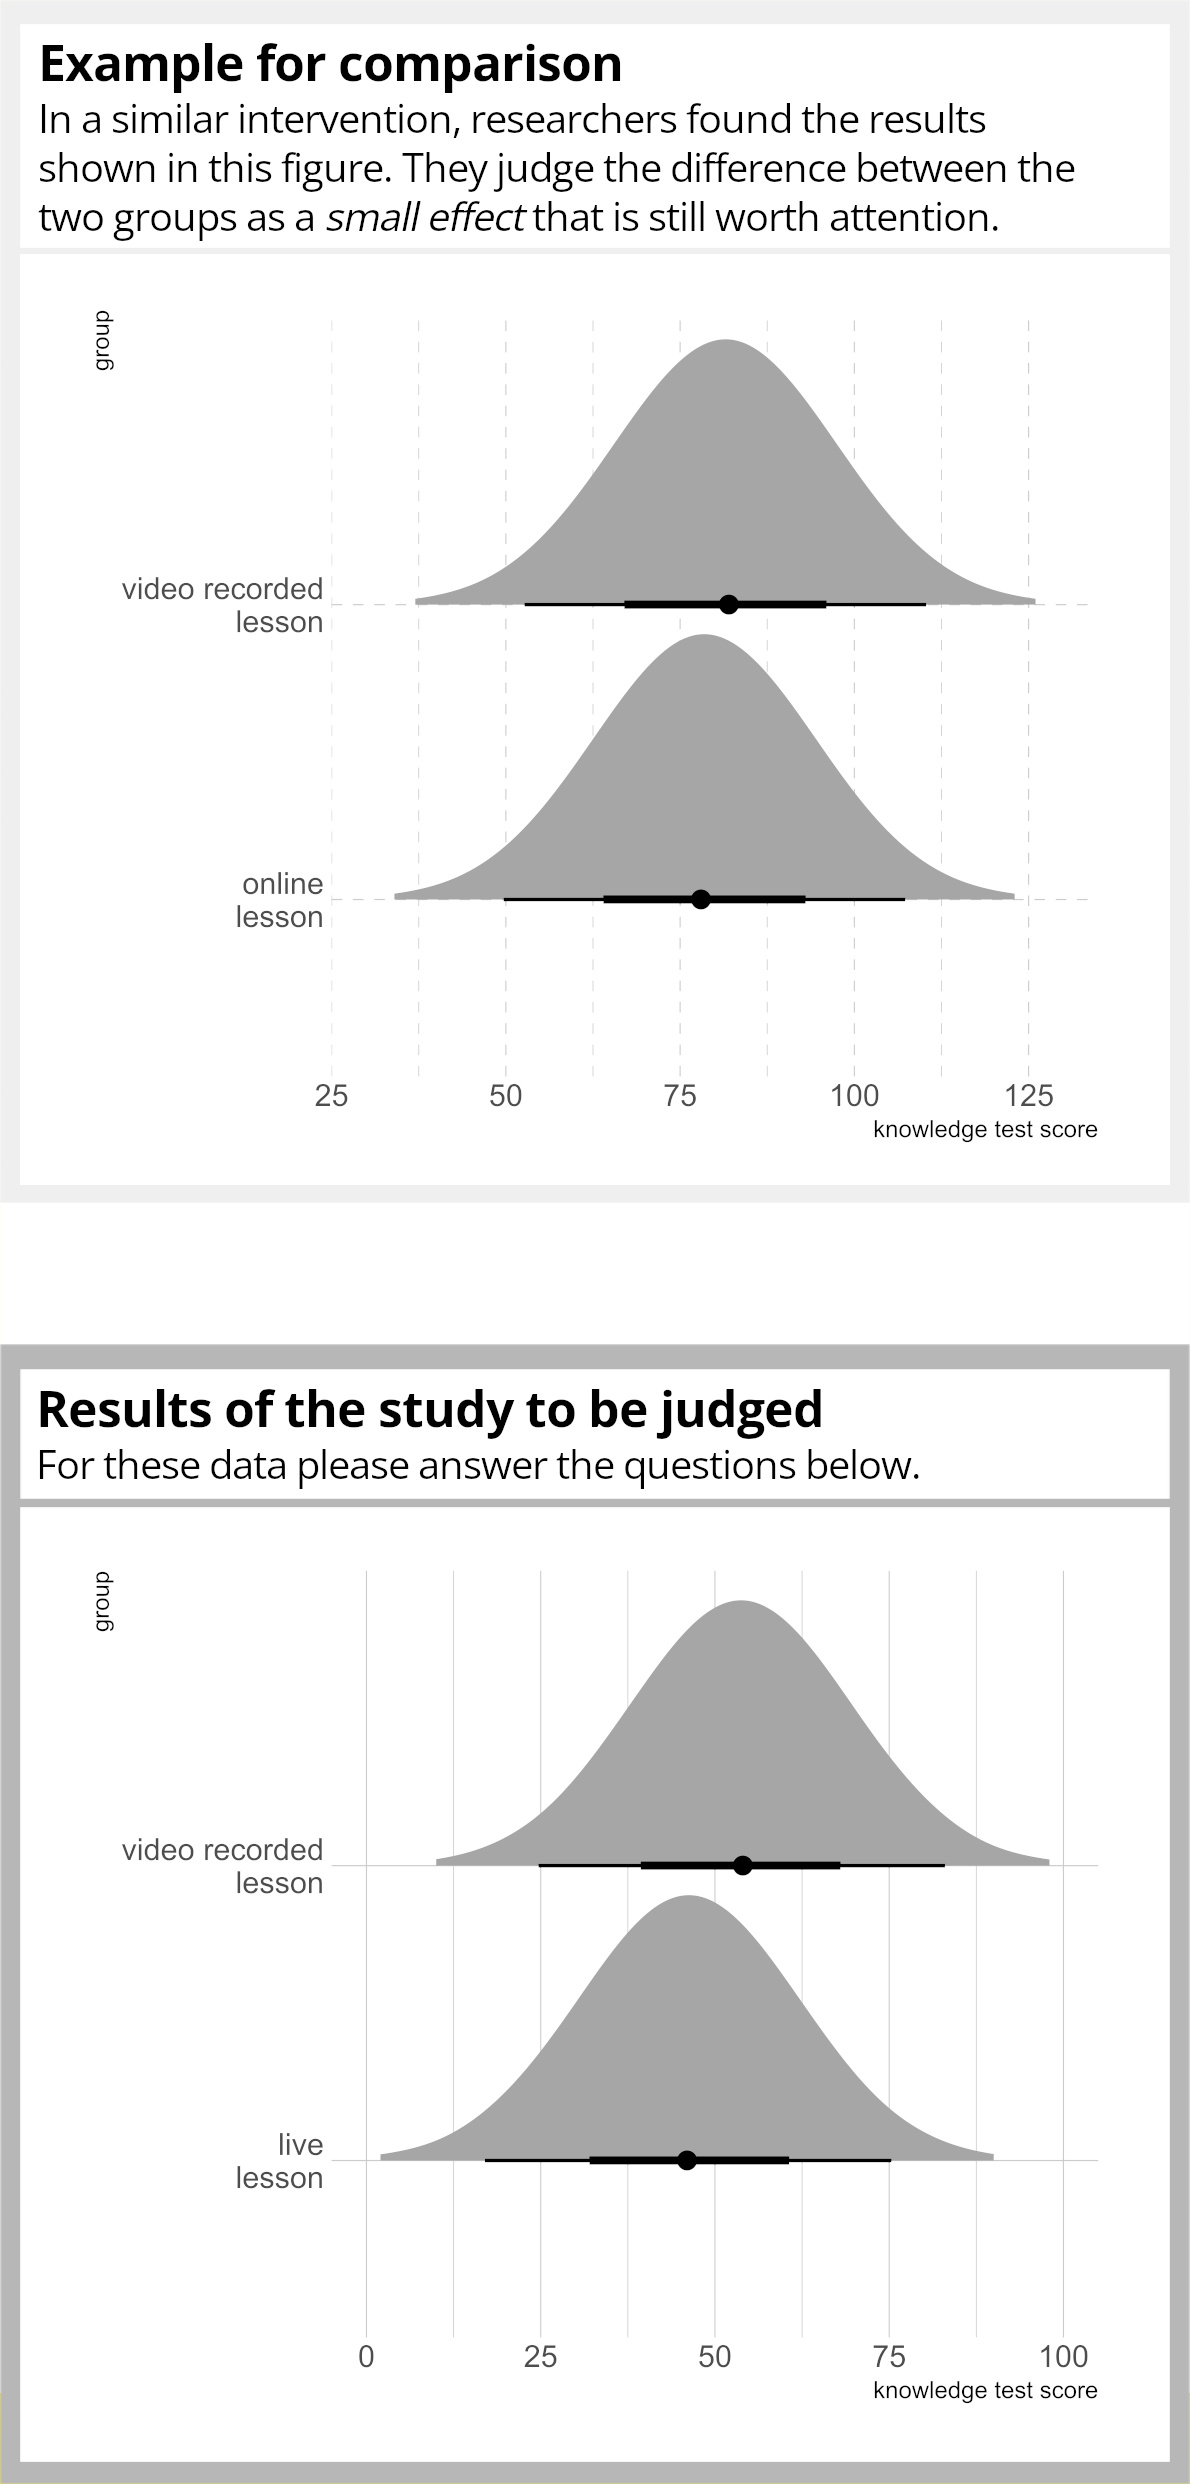 Example for comparison
In a similar intervention, researchers found the results
shown in this figure. They judge the difference between the
two groups as a small effect that is still worth attention.
group
video recorded
lesson
online
lesson
25 50 75 100 125
knowledge test score
Results of the study to be judged
For these data please answer the questions below.
group
video recorded
lesson
live
lesson
0 25 50 75 100
knowledge test score